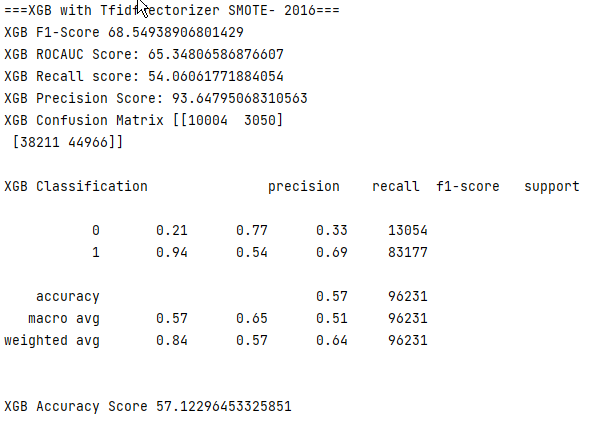 ===XGB with TfidfVectorizer SMOTE- 2016===
XGB F1-Score 68.54938906801429
XGB ROCAUC Score: 65.34806586876607
XGB Recall score: 54.06061771884054
XGB Precision Score: 93.64795068310563
XGB Confusion Matrix [[10004 3050]
[38211 44966]]
XGB Classification precision recall f1-score support
0 0.21 0.77 0.33 13054
1 0.94 0.54 0.69 83177
accuracy 0.57 96231
macro avg 0.57 0.65 0.51 96231
weighted avg 0.84 0.57 0.64 96231
XGB Accuracy Score 57.12296453325851